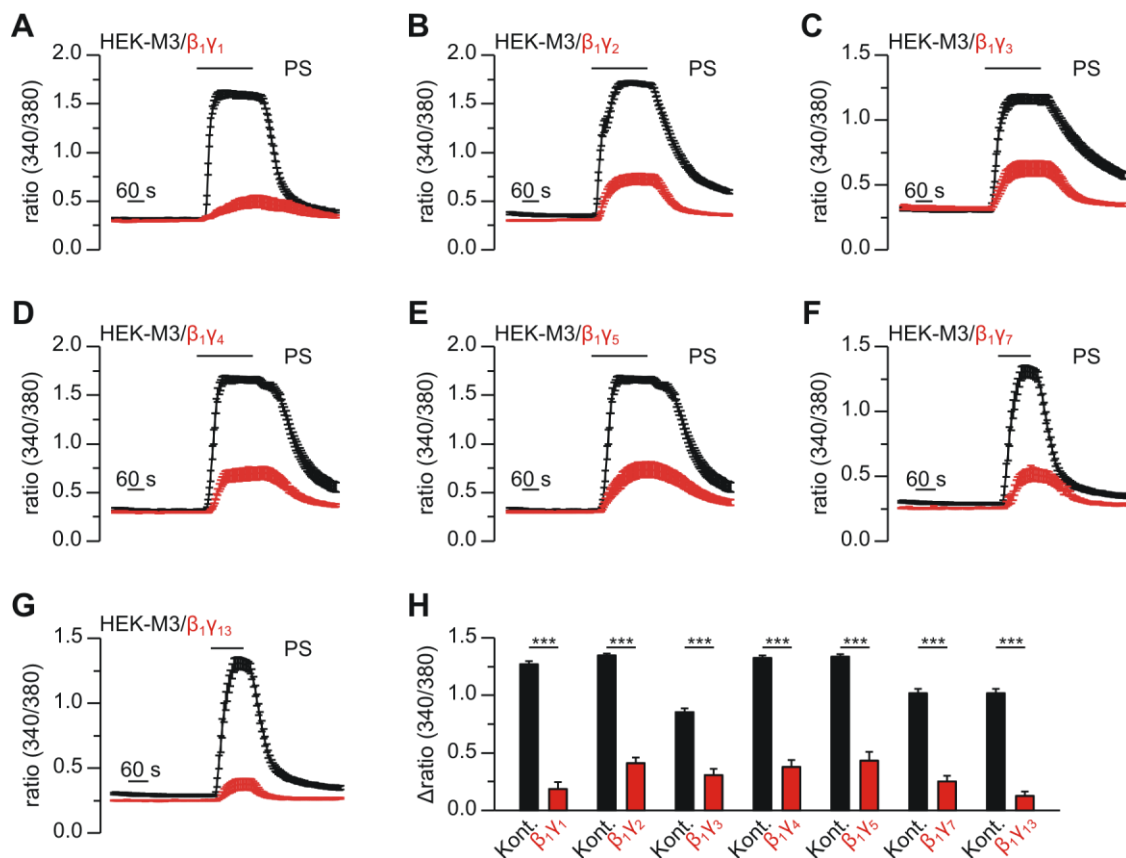 A
HEK-M3/β₁γ₁
PS
ratio (340/380)
2.0
1.5
1.0
0.5
0.0
60 s
B
HEK-M3/β₁γ₂
PS
ratio (340/380)
2.0
1.5
1.0
0.5
0.0
60 s
C
HEK-M3/β₁γ₃
PS
ratio (340/380)
1.5
1.0
0.5
0.0
60 s
D
HEK-M3/β₁γ₄
PS
ratio (340/380)
2.0
1.5
1.0
0.5
0.0
60 s
E
HEK-M3/β₁γ₅
PS
ratio (340/380)
2.0
1.5
1.0
0.5
0.0
60 s
F
HEK-M3/β₁γ₇
PS
ratio (340/380)
1.5
1.0
0.5
0.0
60 s
G
HEK-M3/β₁γ₁₃
PS
ratio (340/380)
1.5
1.0
0.5
0.0
60 s
H
Δratio (340/380)
1.5
1.0
0.5
0.0
*** *** *** *** *** *** ***
Kont. β₁γ₁ Kont. β₁γ₂ Kont. β₁γ₃ Kont. β₁γ₄ Kont. β₁γ₅ Kont. β₁γ₇ Kont. β₁γ₁₃